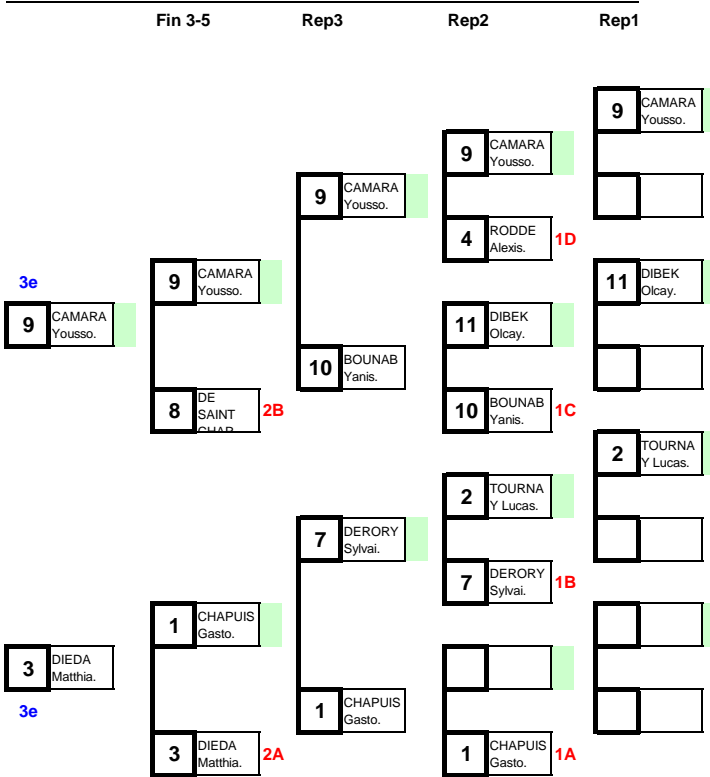 Fin 3-5 Rep3 Rep2 Rep1
9 CAMARA
Yousso.
9 CAMARA
Yousso.
9 CAMARA
Yousso.
4 RODDE
Alexis. 1D
9 CAMARA
Yousso.
11 DIBEK
Olcay.
3e
9 CAMARA
Yousso.
11 DIBEK
Olcay.
10 BOUNAB
Yanis.
8 DE
SAINT
CHAR 2B
10 BOUNAB
Yanis. 1C
2 TOURNA
Y Lucas.
2 TOURNA
Y Lucas.
7 DERORY
Sylvai.
7 DERORY
Sylvai. 1B
1 CHAPUIS
Gasto.
3 DIEDA
Matthia.
3e
1 CHAPUIS
Gasto.
3 DIEDA
Matthia. 2A
1 CHAPUIS
Gasto. 1A